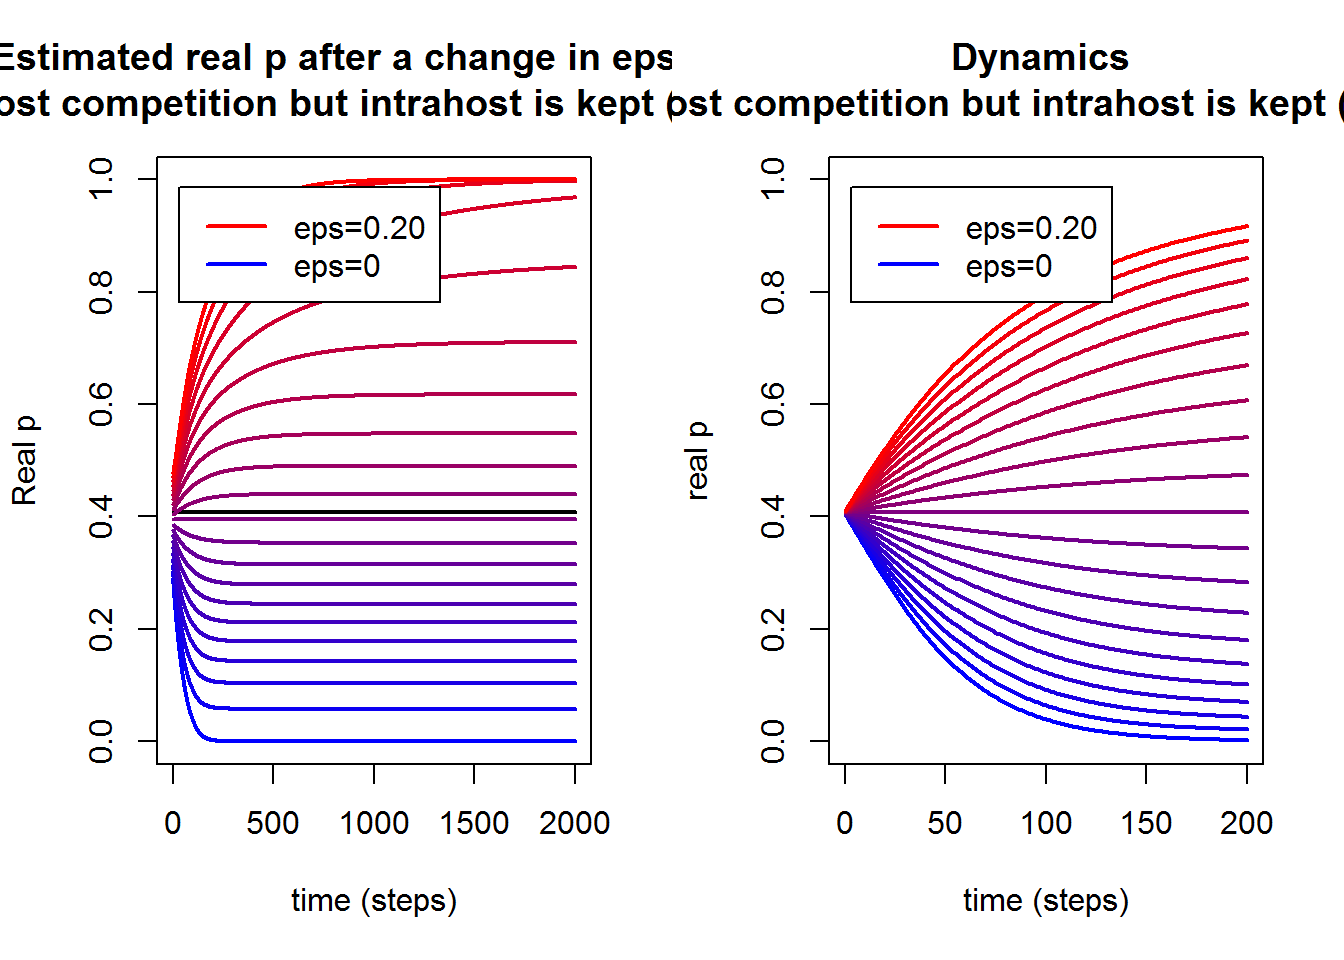 Estimated real p after a change in eps
ost competition but intrahost is kept (
Real p
1.0
0.8
0.6
0.4
0.2
0.0
eps=0.20
eps=0
0 500 1000 1500 2000
time (steps)
Dynamics
ost competition but intrahost is kept (
real p
1.0
0.8
0.6
0.4
0.2
0.0
eps=0.20
eps=0
0 50 100 150 200
time (steps)